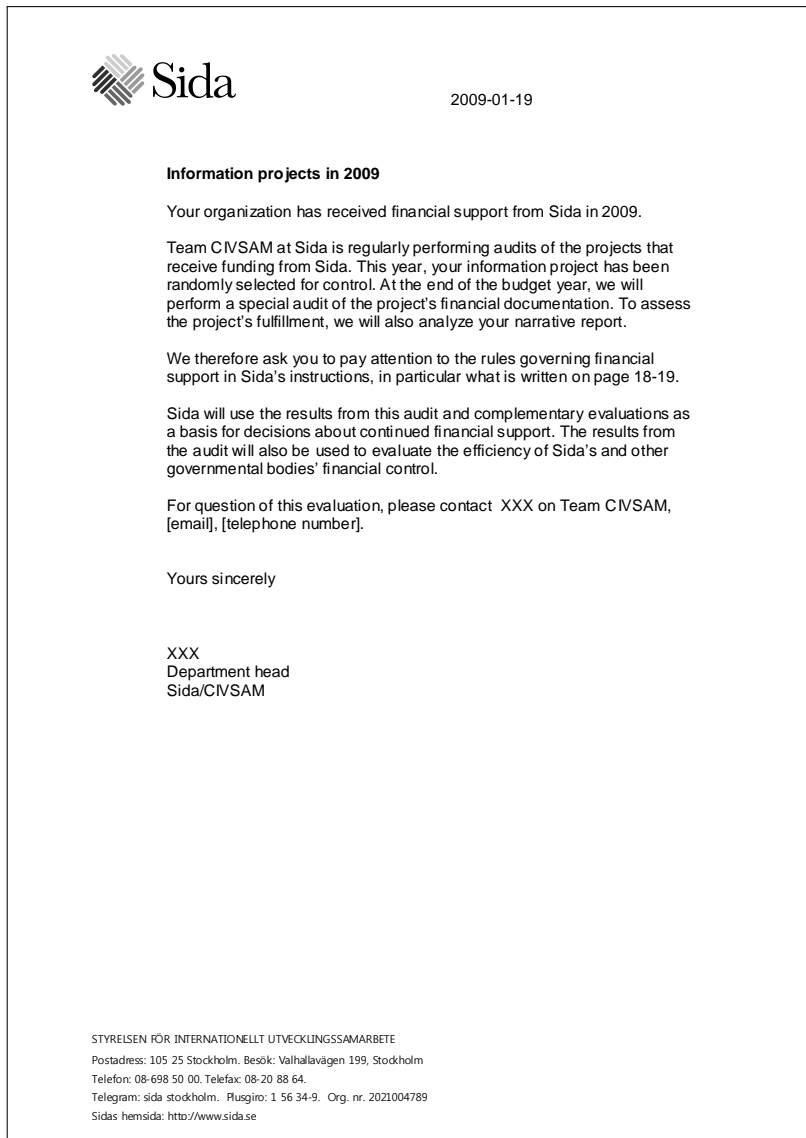 Sida
2009-01-19
Information projects in 2009
Your organization has received financial support from Sida in 2009.
Team CIVSAM at Sida is regularly performing audits of the projects that
receive funding from Sida. This year, your information project has been
randomly selected for control. At the end of the budget year, we will
perform a special audit of the project's financial documentation. To assess
the project's fulfillment, we will also analyze your narrative report.
We therefore ask you to pay attention to the rules governing financial
support in Sida's instructions, in particular what is written on page 18-19.
Sida will use the results from this audit and complementary evaluations as
a basis for decisions about continued financial support. The results from
the audit will also be used to evaluate the efficiency of Sida's and other
governmental bodies' financial control.
For question of this evaluation, please contact XXX on Team CIVSAM,
[email], [telephone number].
Yours sincerely
XXX
Department head
Sida/CIVSAM
STYRELSEN FÖR INTERNATIONELLT UTVECKLINGSSAMARBETE
Postadress: 105 25 Stockholm. Besök: Valhallavägen 199, Stockholm
Telefon: 08-698 50 00. Telefax: 08-20 88 64.
Telegram: sida stockholm. Plusgiro: 1 56 34-9. Org. nr. 2021004789
Sidas hemsida: http://www.sida.se